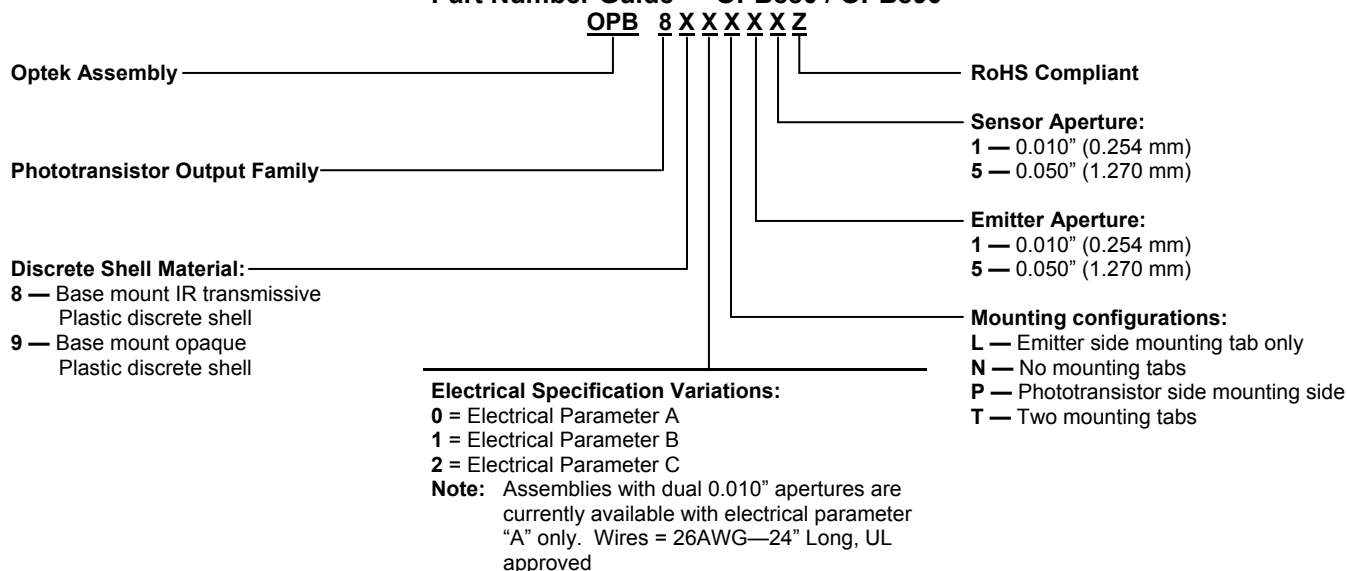 OPB 8 X X X X X Z
Optek Assembly
RoHS Compliant
Sensor Aperture:
1 — 0.010” (0.254 mm)
5 — 0.050” (1.270 mm)
Phototransistor Output Family
Emitter Aperture:
1 — 0.010” (0.254 mm)
5 — 0.050” (1.270 mm)
Discrete Shell Material:
8 — Base mount IR transmissive
Plastic discrete shell
9 — Base mount opaque
Plastic discrete shell
Mounting configurations:
L — Emitter side mounting tab only
N — No mounting tabs
P — Phototransistor side mounting side
T — Two mounting tabs
Electrical Specification Variations:
0 = Electrical Parameter A
1 = Electrical Parameter B
2 = Electrical Parameter C
Note: Assemblies with dual 0.010” apertures are
currently available with electrical parameter
“A” only. Wires = 26AWG—24” Long, UL
approved